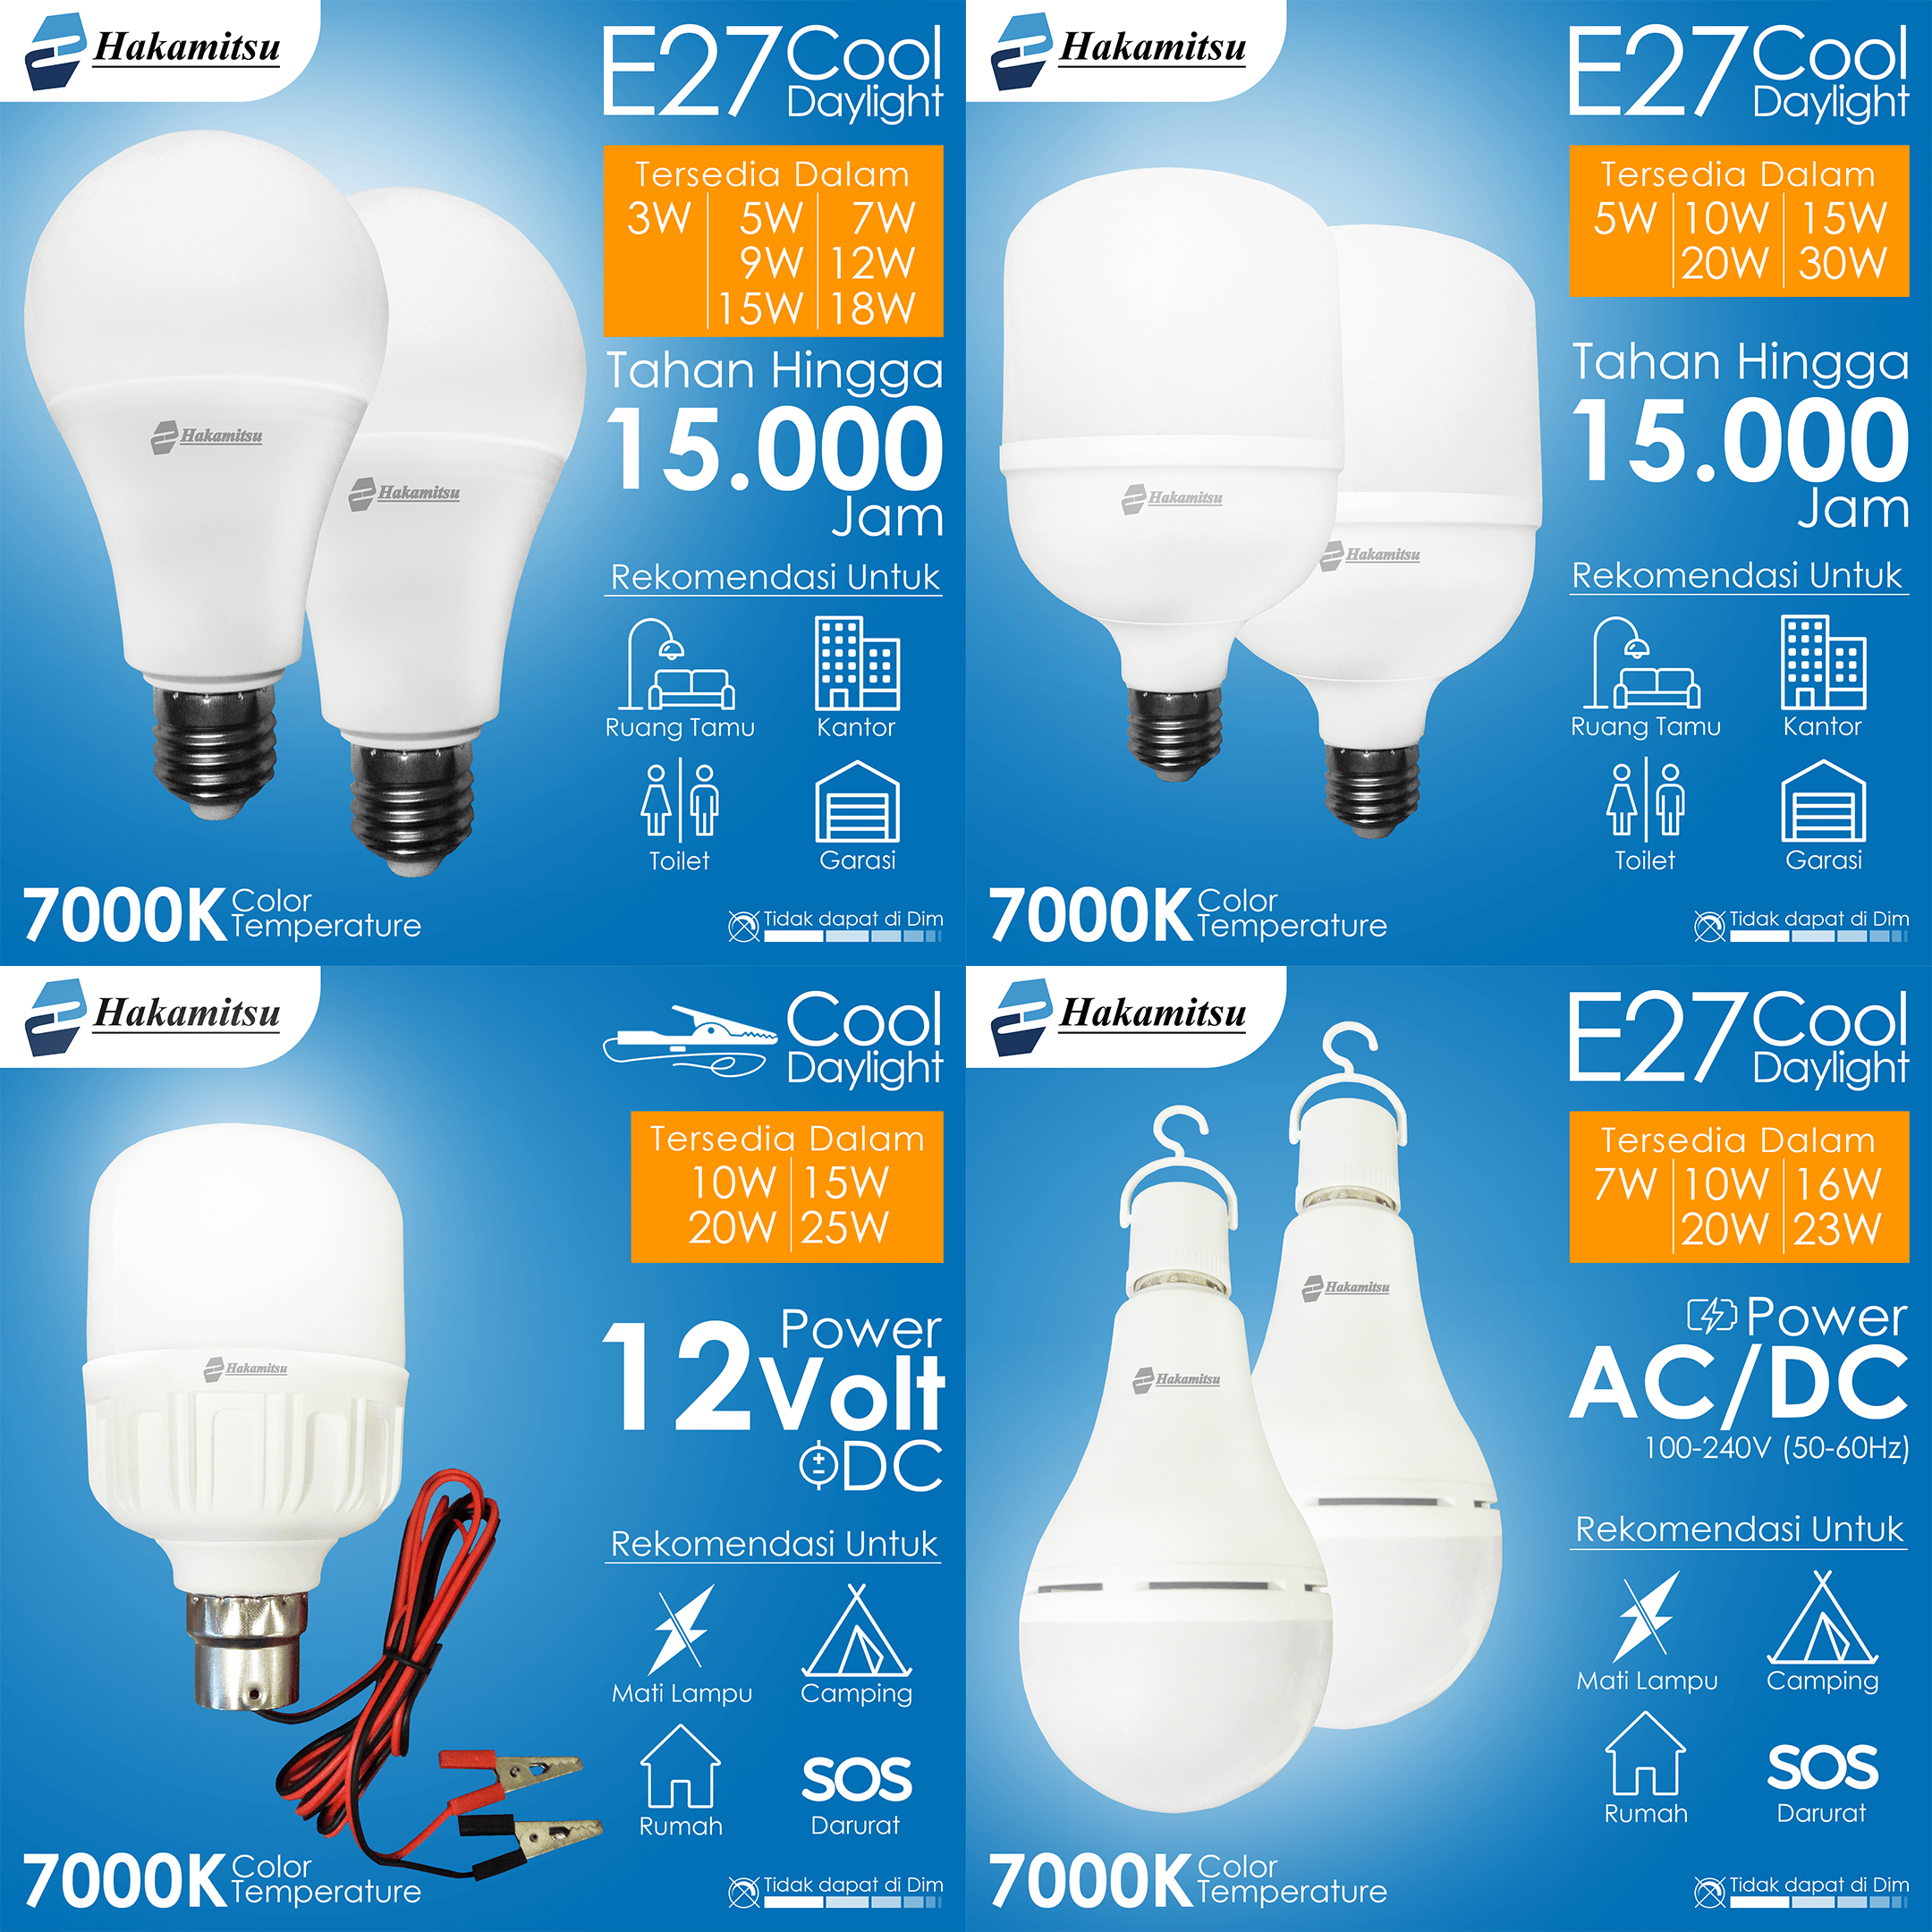 Hakamitsu
E27 Cool
Daylight
Tersedia Dalam
3W 5W 7W
9W 12W
15W 18W
Tahan Hingga
15.000
Jam
Rekomendasi Untuk
Ruang Tamu Kantor
Toilet Garasi
Hakamitsu
Hakamitsu
7000K Color
Temperature
Tidak dapat di Dim
Hakamitsu
E27 Cool
Daylight
Tersedia Dalam
5W 10W 15W
20W 30W
Tahan Hingga
15.000
Jam
Rekomendasi Untuk
Ruang Tamu Kantor
Toilet Garasi
Hakamitsu
Hakamitsu
7000K Color
Temperature
Tidak dapat di Dim
Hakamitsu
Cool
Daylight
Tersedia Dalam
10W 15W
20W 25W
Power
12Volt
DC
Rekomendasi Untuk
Mati Lampu Camping
SOS
Rumah Darurat
Hakamitsu
7000K Color
Temperature
Tidak dapat di Dim
Hakamitsu
E27 Cool
Daylight
Tersedia Dalam
7W 10W 16W
20W 23W
Power
AC/DC
100-240V (50-60Hz)
Rekomendasi Untuk
Mati Lampu Camping
SOS
Rumah Darurat
Hakamitsu
Hakamitsu
7000K Color
Temperature
Tidak dapat di Dim